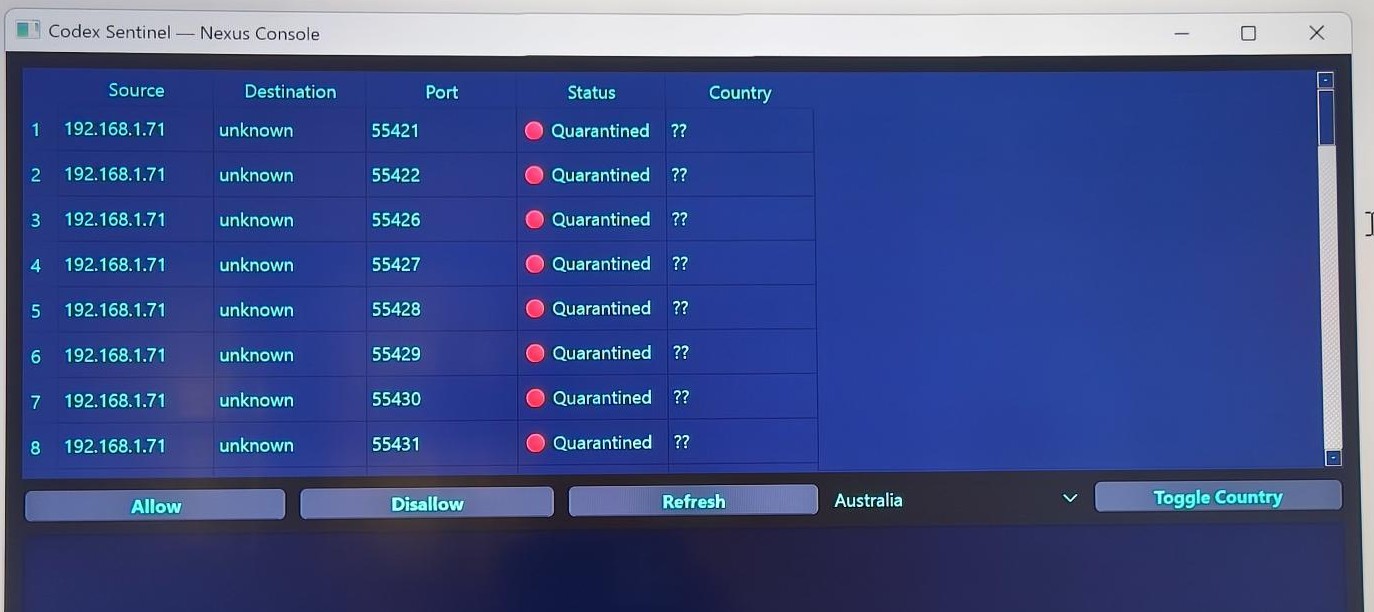 Codex Sentinel — Nexus Console
Source Destination Port Status Country
1 192.168.1.71 unknown 55421 Quarantined ??
2 192.168.1.71 unknown 55422 Quarantined ??
3 192.168.1.71 unknown 55426 Quarantined ??
4 192.168.1.71 unknown 55427 Quarantined ??
5 192.168.1.71 unknown 55428 Quarantined ??
6 192.168.1.71 unknown 55429 Quarantined ??
7 192.168.1.71 unknown 55430 Quarantined ??
8 192.168.1.71 unknown 55431 Quarantined ??
Allow Disallow Refresh Australia Toggle Country